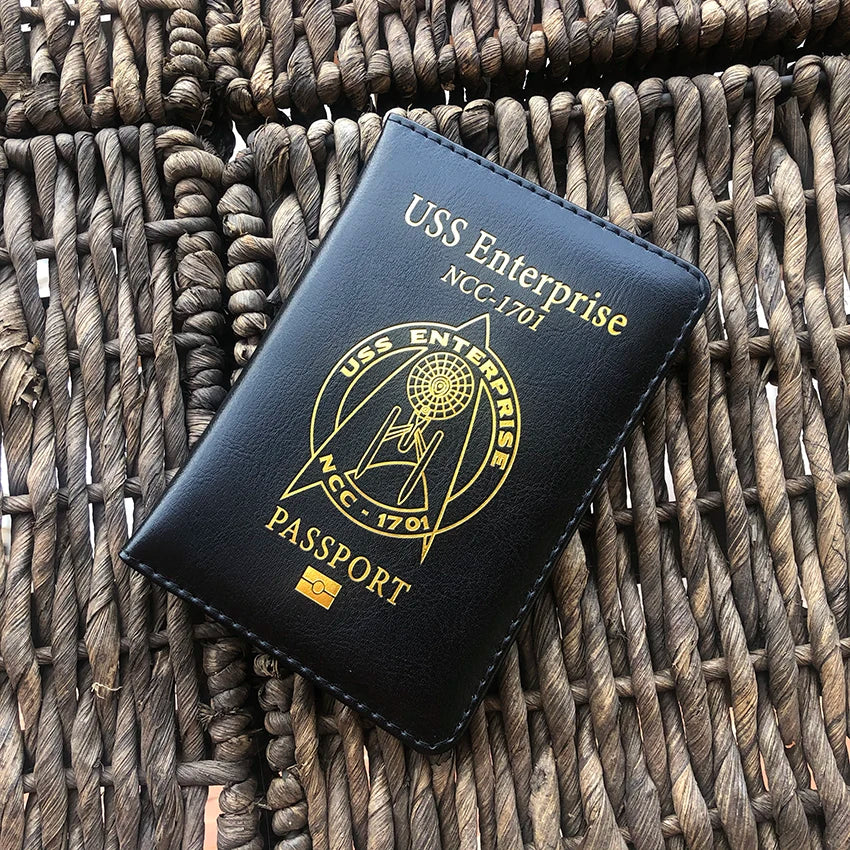 USS Enterprise
NCC-1701
USS ENTERPRISE
NCC - 1701
PASSPORT